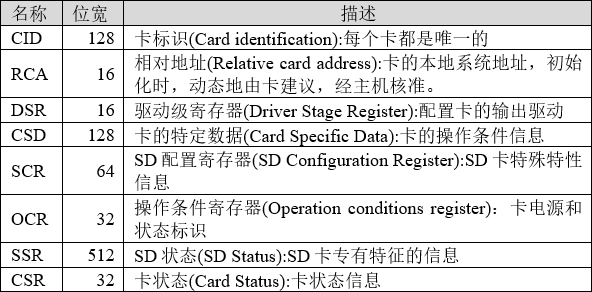 名称 位宽 描述
CID 128 卡标识(Card identification):每个卡都是唯一的
RCA 16 相对地址(Relative card address):卡的本地系统地址，初始
化时，动态地由卡建议，经主机核准。
DSR 16 驱动级寄存器(Driver Stage Register):配置卡的输出驱动
CSD 128 卡的特定数据(Card Specific Data):卡的操作条件信息
SCR 64 SD 配置寄存器(SD Configuration Register):SD 卡特殊特性
信息
OCR 32 操作条件寄存器(Operation conditions register)：卡电源和
状态标识
SSR 512 SD 状态(SD Status):SD 卡专有特征的信息
CSR 32 卡状态(Card Status):卡状态信息